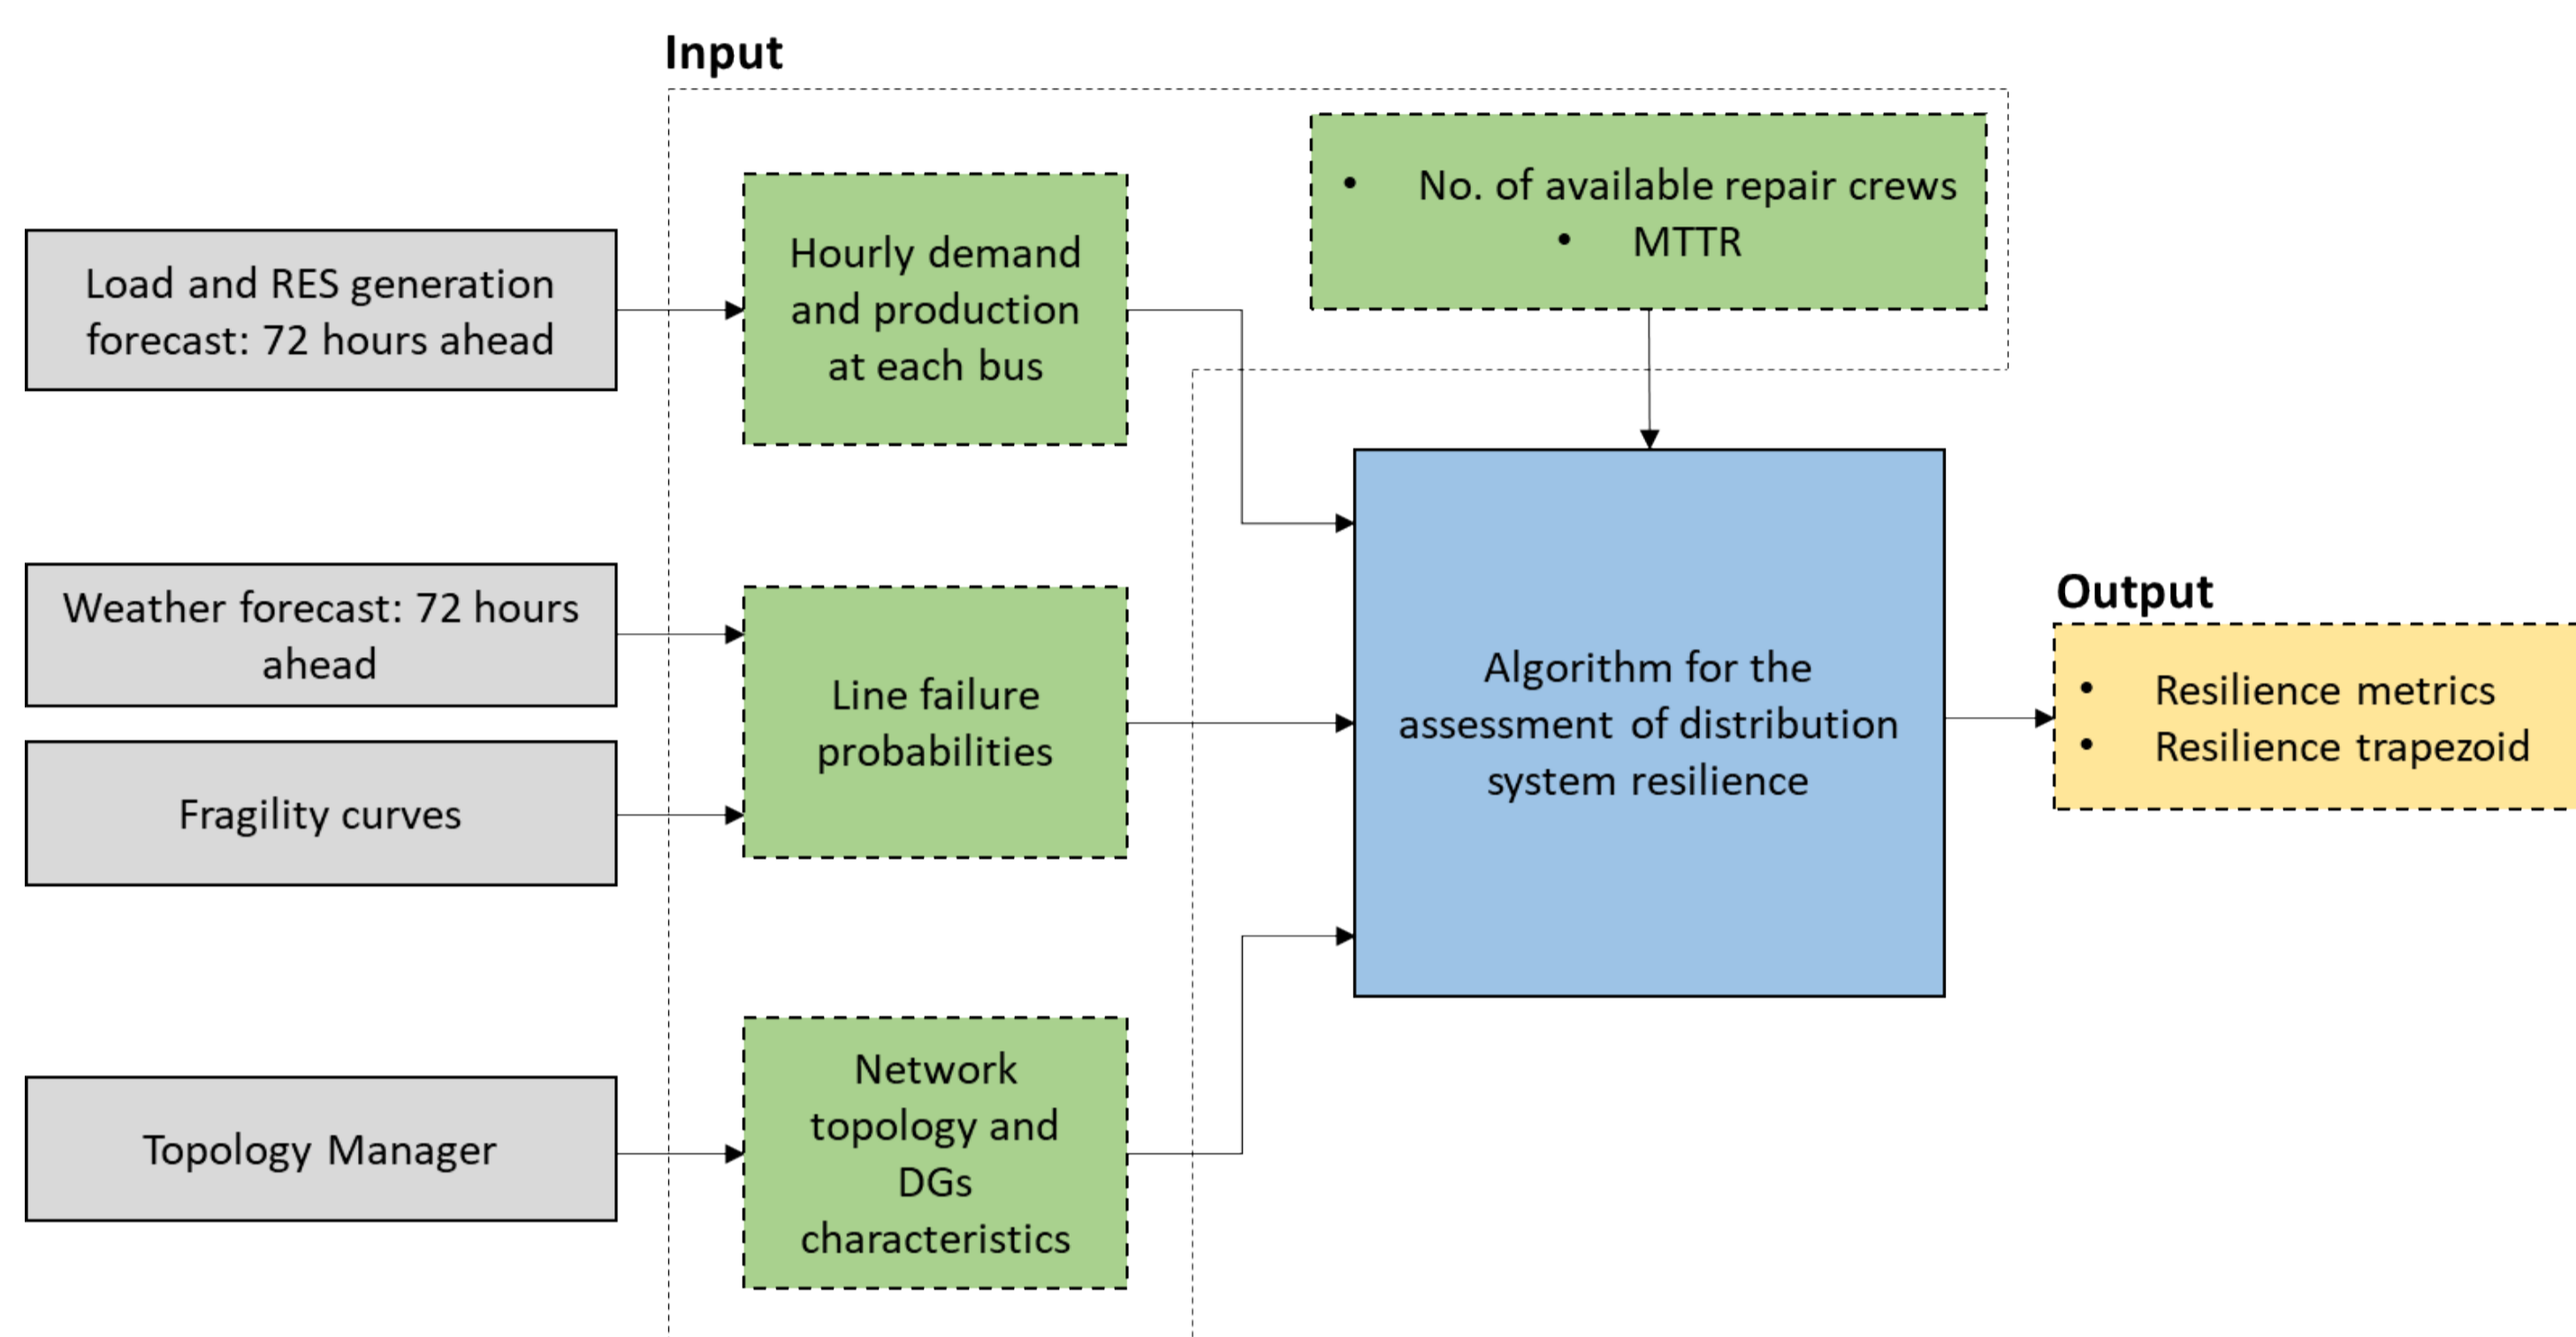 Input
• No. of available repair crews
• MTTR
Hourly demand
and production
at each bus
Load and RES generation
forecast: 72 hours ahead
Weather forecast: 72 hours
ahead
Line failure
probabilities
Fragility curves
Algorithm for the
assessment of distribution
system resilience
Output
• Resilience metrics
• Resilience trapezoid
Topology Manager
Network
topology and
DGs
characteristics